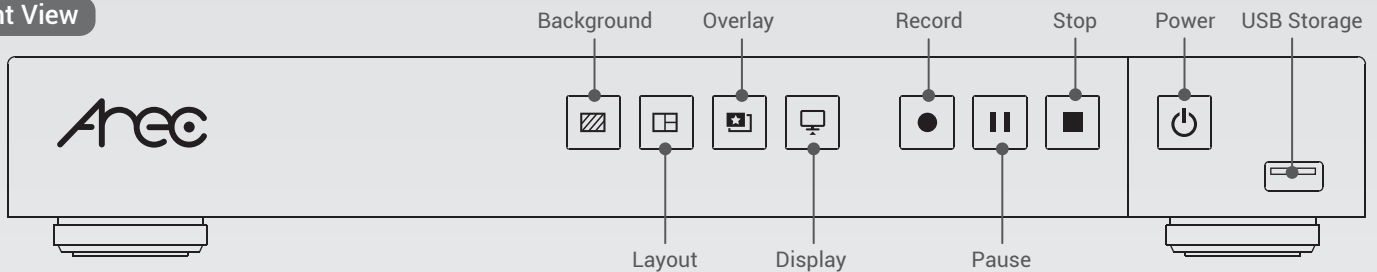 nt View
Background
Overlay
Record
Stop
Power
USB Storage
Arec
Layout
Display
Pause